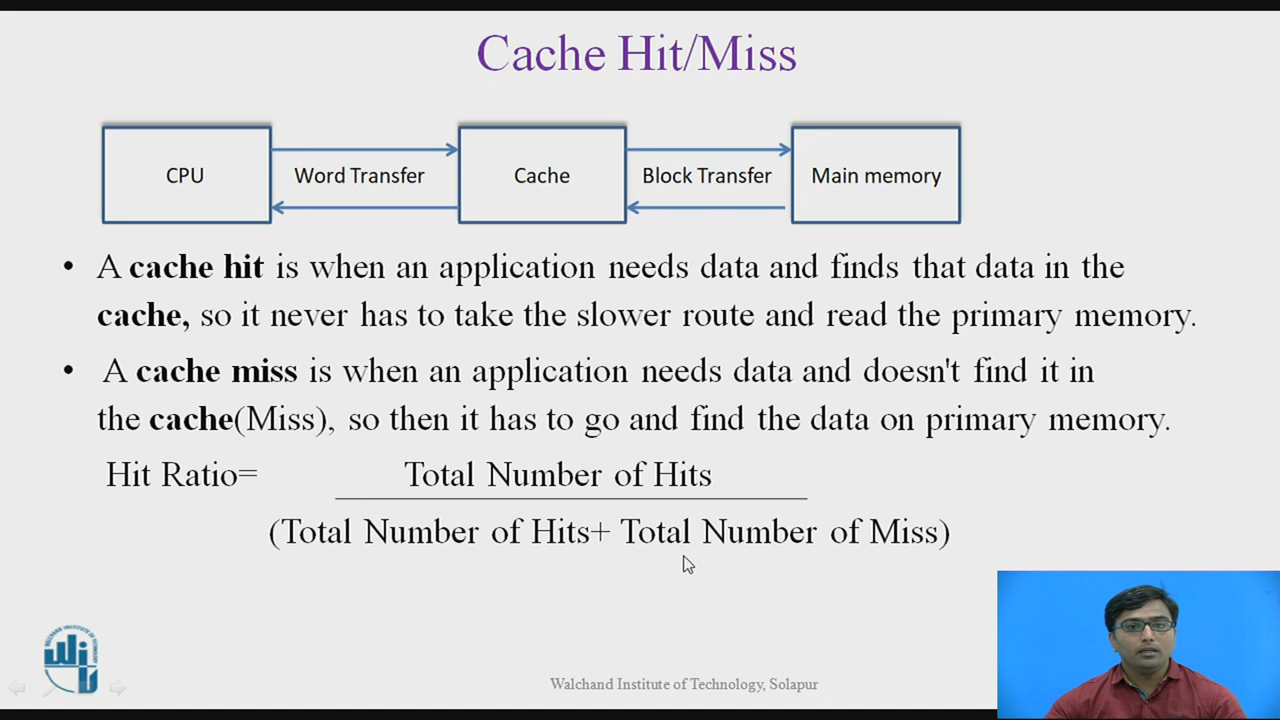 Cache Hit/Miss
CPU
Word Transfer
Cache
Block Transfer
Main memory
• A cache hit is when an application needs data and finds that data in the
cache, so it never has to take the slower route and read the primary memory.
• A cache miss is when an application needs data and doesn't find it in
the cache(Miss), so then it has to go and find the data on primary memory.
Hit Ratio= Total Number of Hits
(Total Number of Hits+ Total Number of Miss)
Walchand Institute of Technology, Solapur